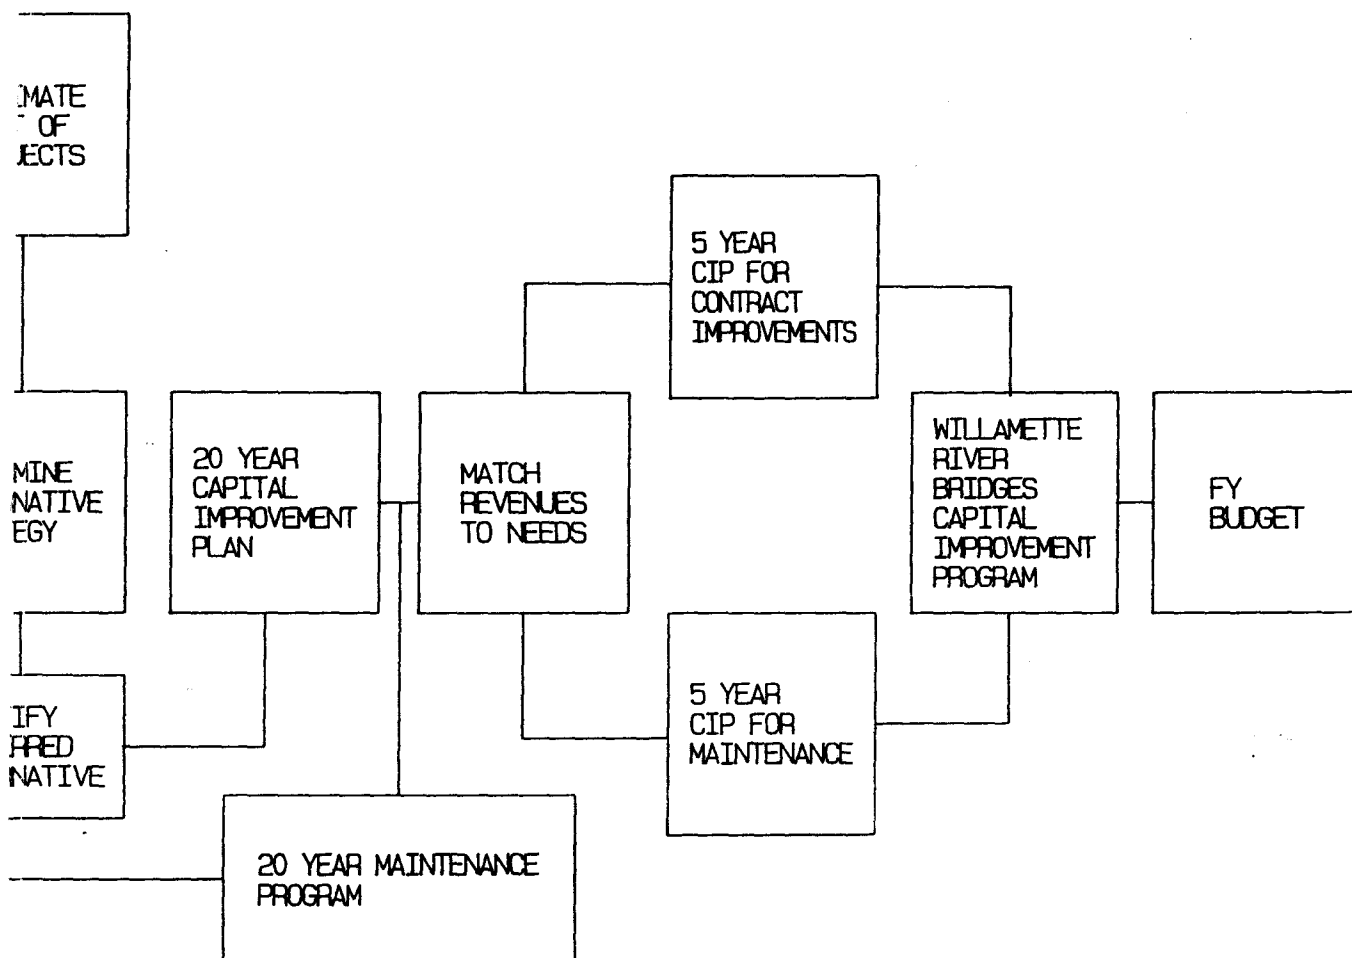 OF
5 YEAR
CIP FOR
CONTRACT
IMPROVEMENTS
20 YEAR
CAPITAL
IMPROVEMENT
PLAN
MATCH
REVENUES
TO NEEDS
WILLAMETTE
RIVER
BRIDGES
CAPITAL
IMPROVEMENT
PROGRAM
FY
BUDGET
5 YEAR
CIP FOR
MAINTENANCE
20 YEAR MAINTENANCE
PROGRAM